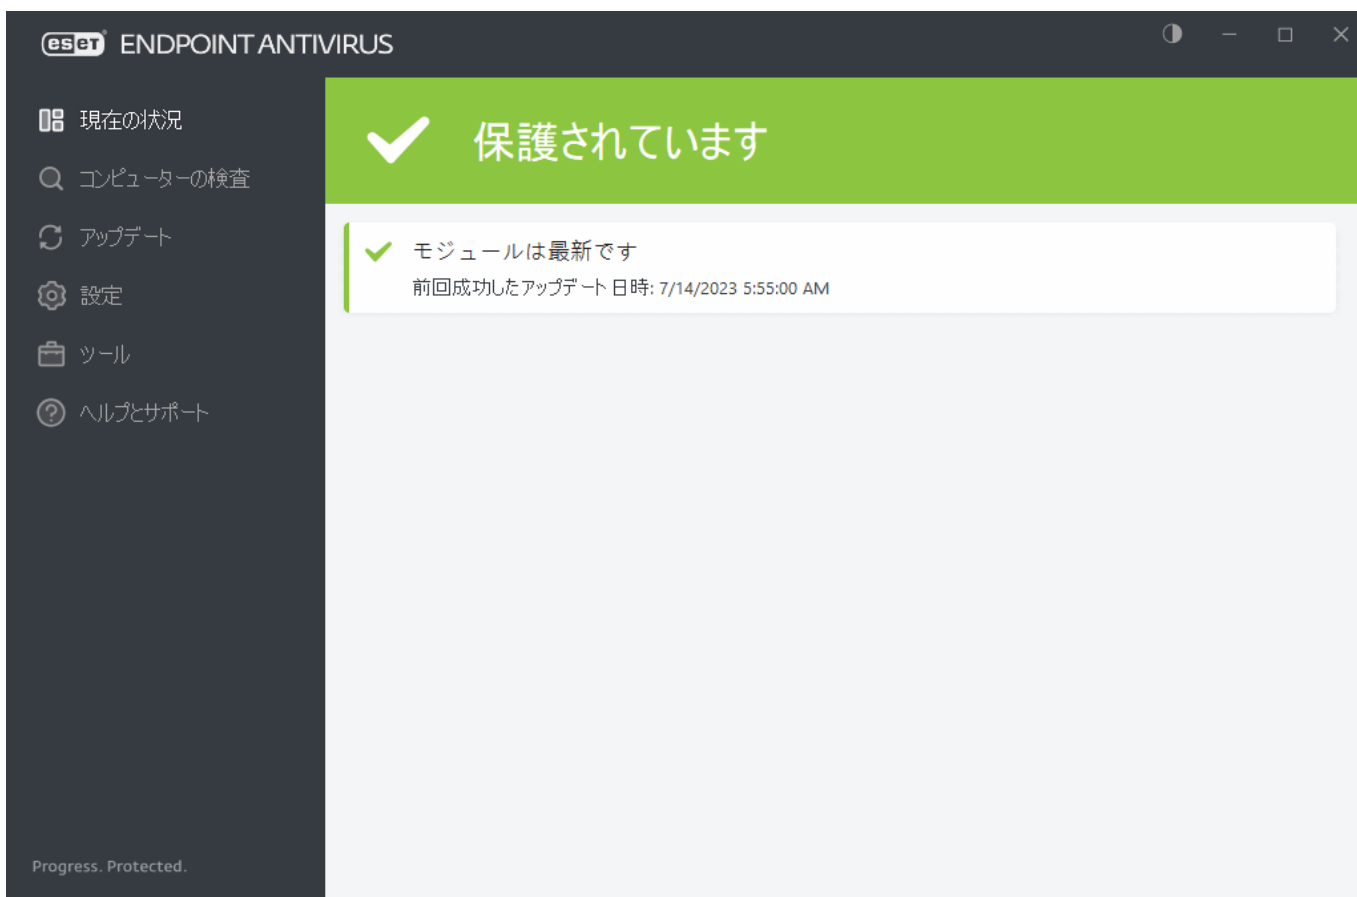 eset ENDPOINT ANTIVIRUS
現在の状況
コンピューターの検査
アップデート
設定
ツール
ヘルプとサポート
Progress. Protected.
保護されています
モジュールは最新です
前回成功したアップデート日時: 7/14/2023 5:55:00 AM